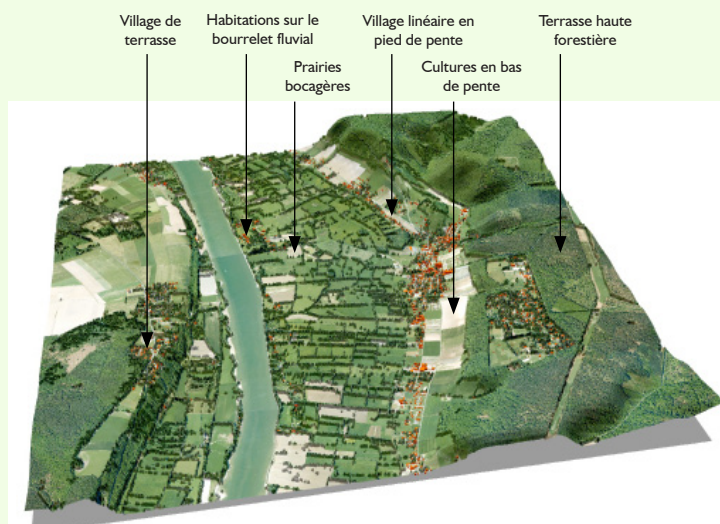 Village de
terrasse
Habitations sur le
bourrelet fluvial
Prairies
bocagères
Village linéaire en
pied de pente
Cultures en bas
de pente
Terrasse haute
forestière